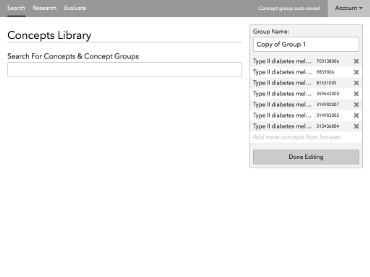 Search Research Evaluate Concept group auto-saved Account
Concepts Library
Search For Concepts & Concept Groups
Group Name:
Copy of Group 1
Type II diabetes mel... 703138006
Type II diabetes mel... 9859006
Type II diabetes mel... 81531005
Type II diabetes mel... 359642000
Type II diabetes mel... 314902007
Type II diabetes mel... 314903002
Type II diabetes mel... 313436004
Add more concepts from browser
Done Editing